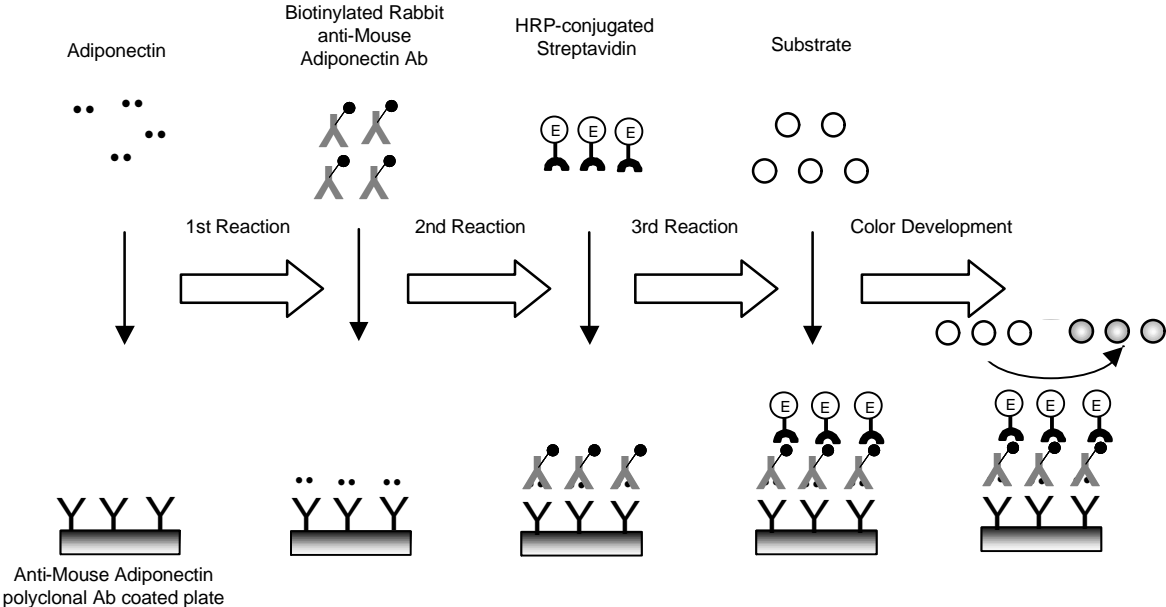 Adiponectin
Biotinylated Rabbit
anti-Mouse
Adiponectin Ab
HRP-conjugated
Streptavidin
Substrate
E E E
1st Reaction
2nd Reaction
3rd Reaction
Color Development
E E E
E E E
Anti-Mouse Adiponectin
polyclonal Ab coated plate